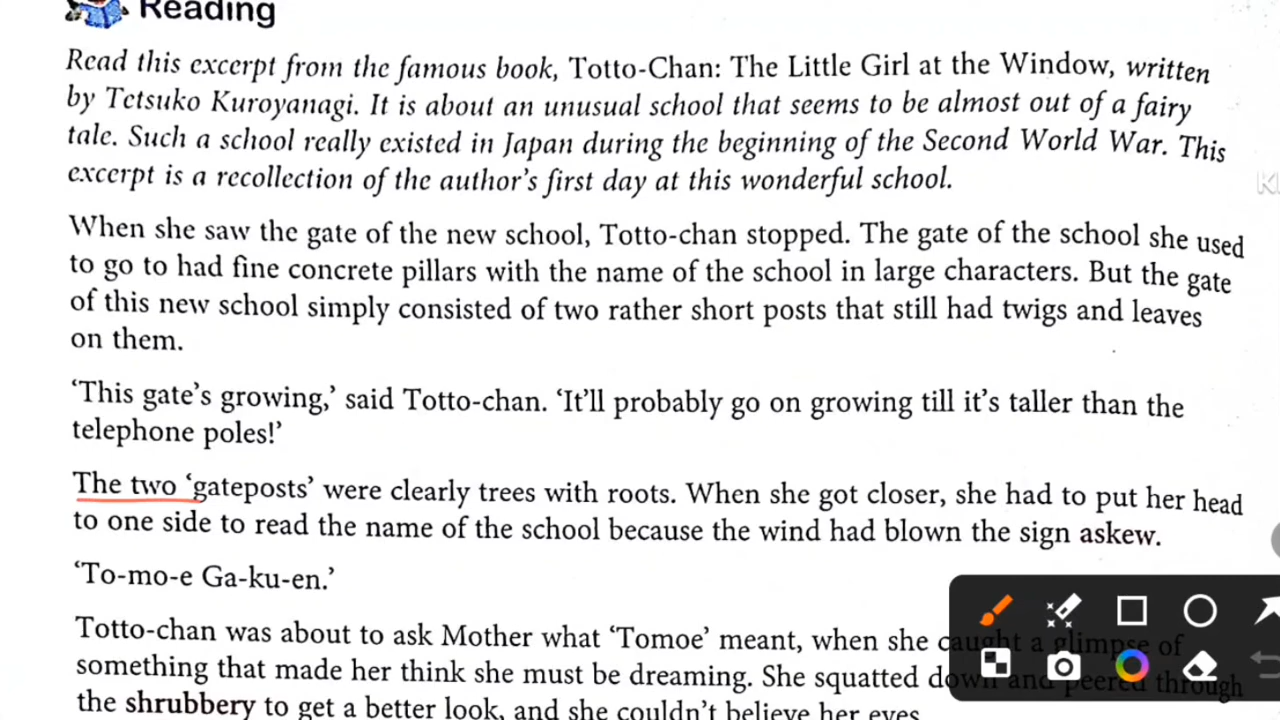 Reading
Read this excerpt from the famous book, Totto-Chan: The Little Girl at the Window, written
by Tetsuko Kuroyanagi. It is about an unusual school that seems to be almost out of a fairy
tale. Such a school really existed in Japan during the beginning of the Second World War. This
excerpt is a recollection of the author's first day at this wonderful school.
When she saw the gate of the new school, Totto-chan stopped. The gate of the school she used
to go to had fine concrete pillars with the name of the school in large characters. But the gate
of this new school simply consisted of two rather short posts that still had twigs and leaves
on them.
‘This gate's growing,’ said Totto-chan. ‘It'll probably go on growing till it's taller than the
telephone poles!’
The two ‘gateposts’ were clearly trees with roots. When she got closer, she had to put her head
to one side to read the name of the school because the wind had blown the sign askew.
‘To-mo-e Ga-ku-en.’
Totto-chan was about to ask Mother what ‘Tomoe’ meant, when she caught a glimpse of
something that made her think she must be dreaming. She squatted down and peered through
the shrubbery to get a better look, and she couldn't believe her eyes.